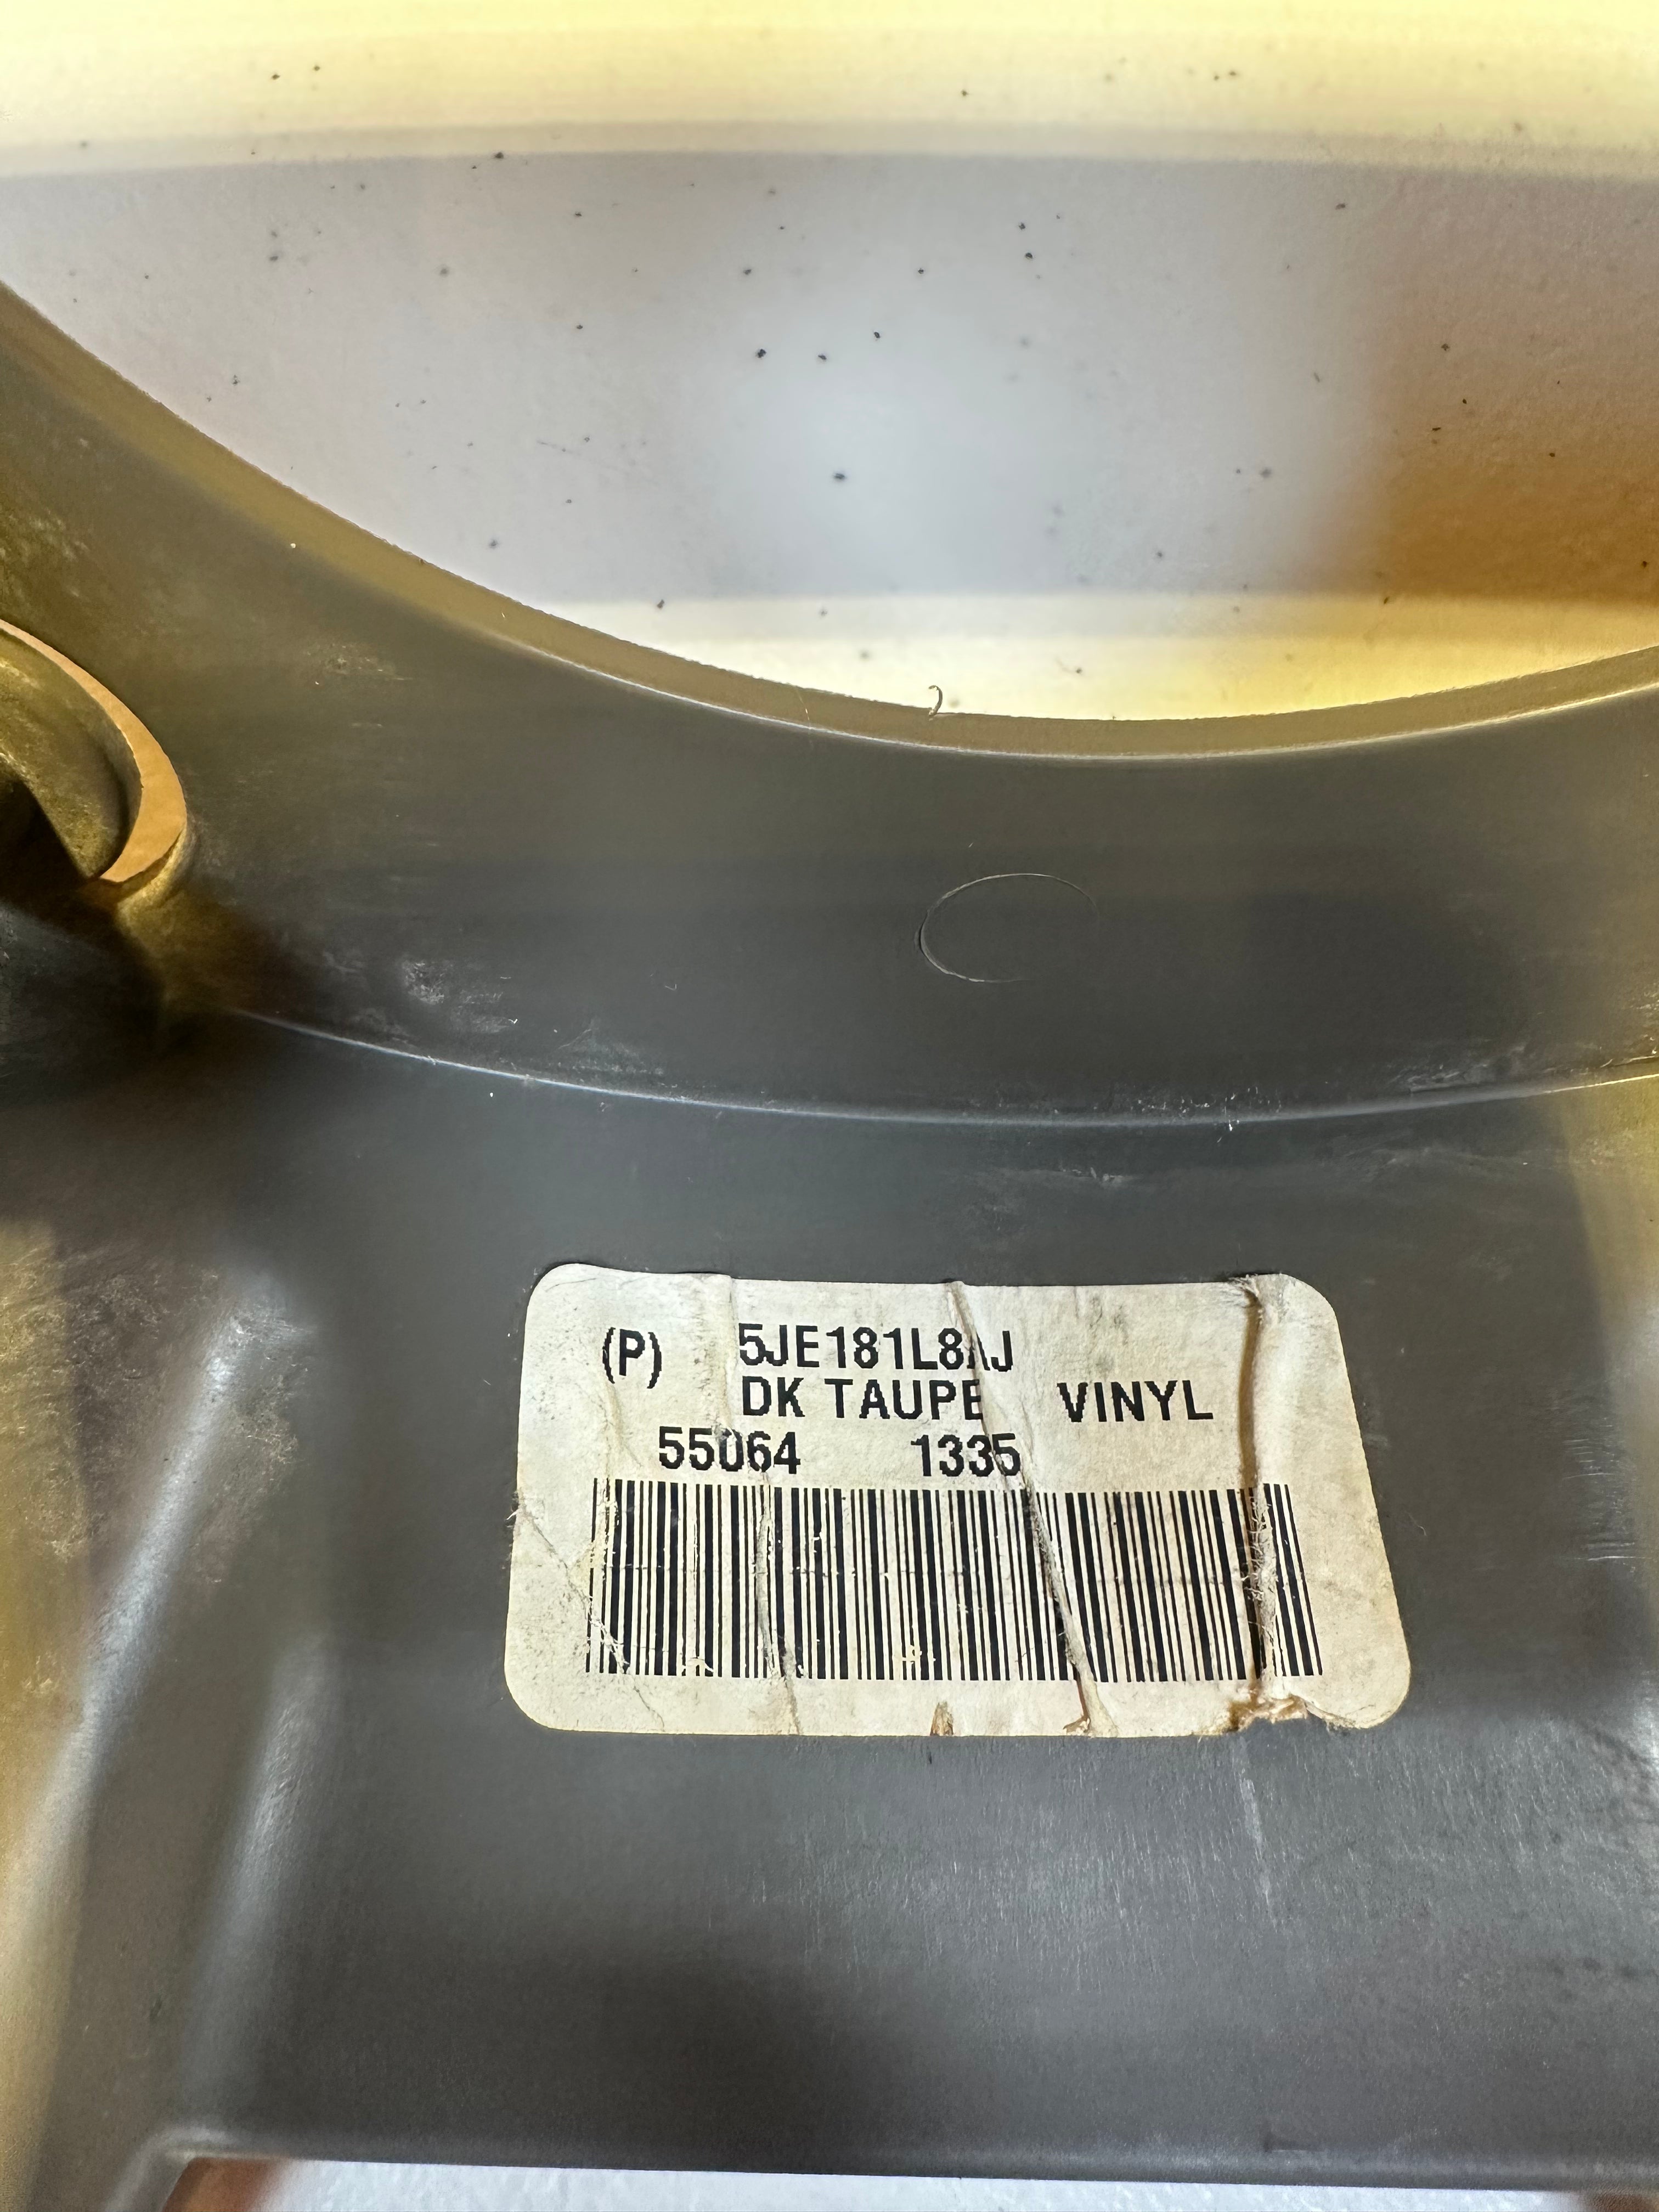 (P) 5JE181L8AJ
DK TAUPE VINYL
55064 1335